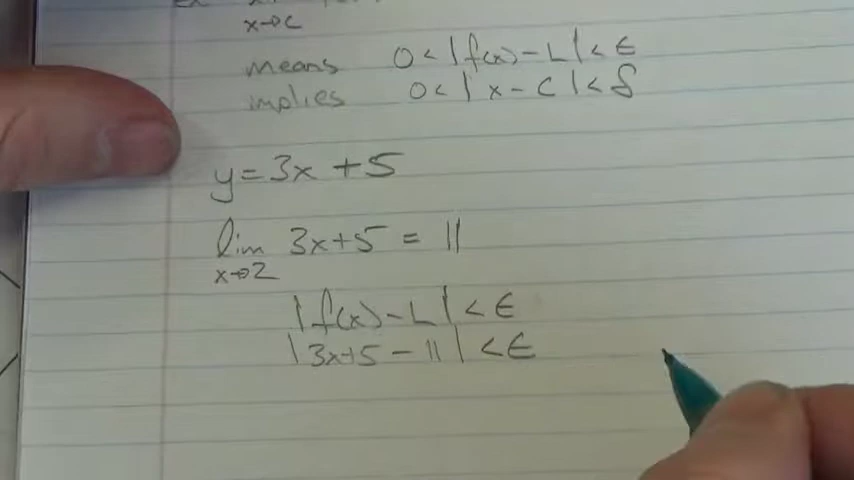 x→c
means 0 < |f(x) - L| < ε
implies 0 < |x - c| < δ
y = 3x + 5
lim 3x+5 = 11
x→2
|f(x) - L| < ε
|3x+5 - 11| < ε